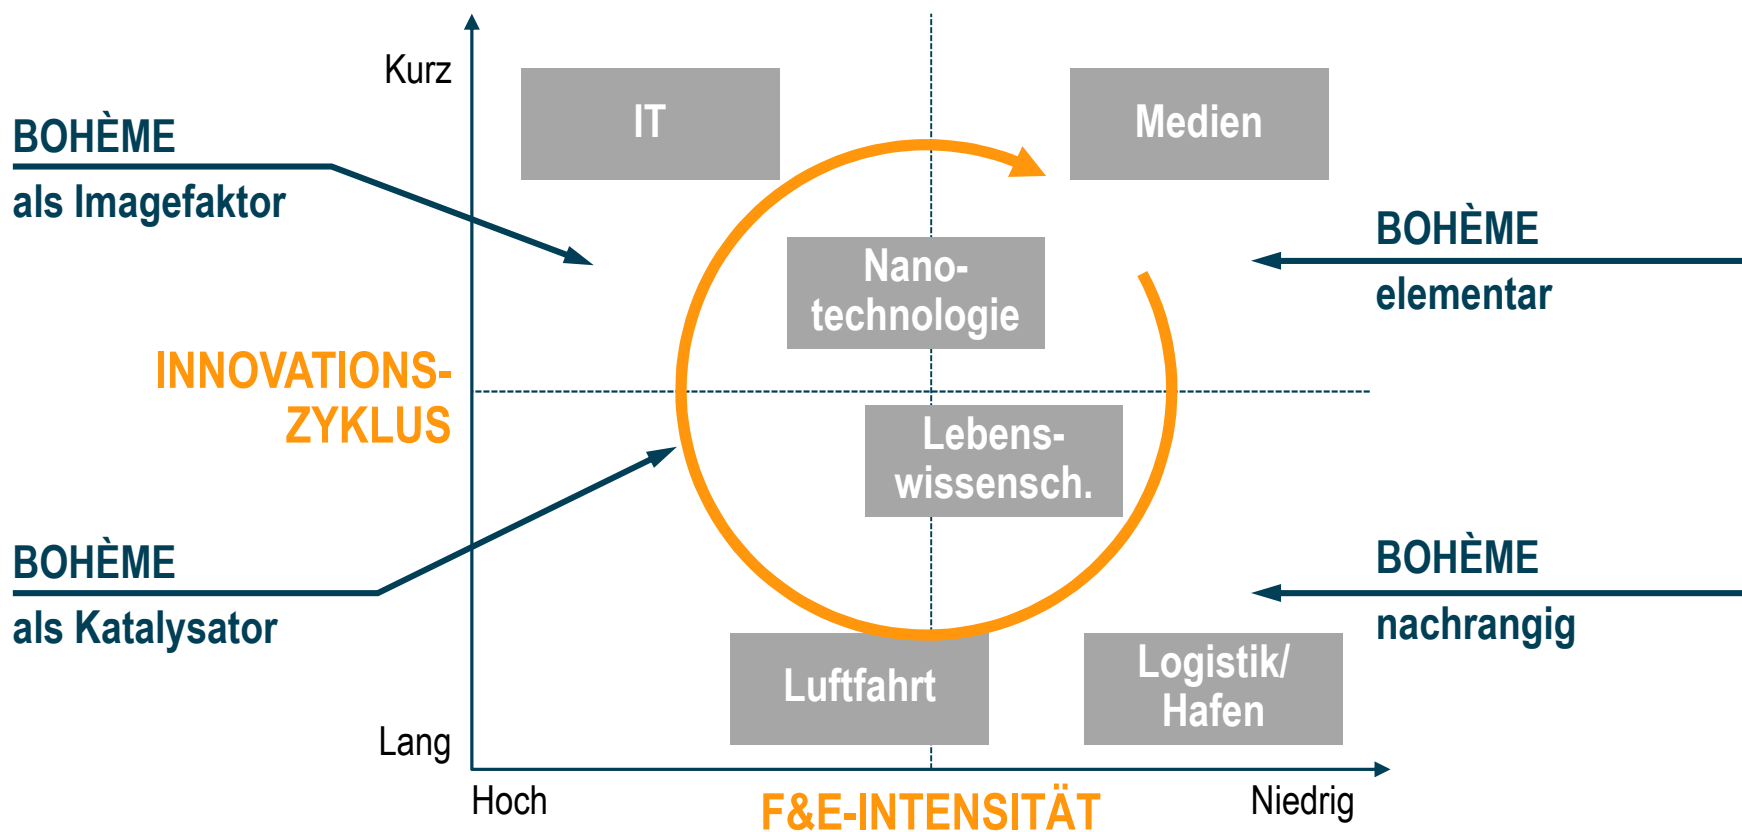 Kurz
IT
Medien
BOHÈME
als Imagefaktor
BOHÈME
elementar
Nano-
technologie
INNOVATIONS-
ZYKLUS
Lebens-
wissensch.
BOHÈME
als Katalysator
BOHÈME
nachrangig
Luftfahrt
Logistik/
Hafen
Lang
Hoch
F&E-INTENSITÄT
Niedrig